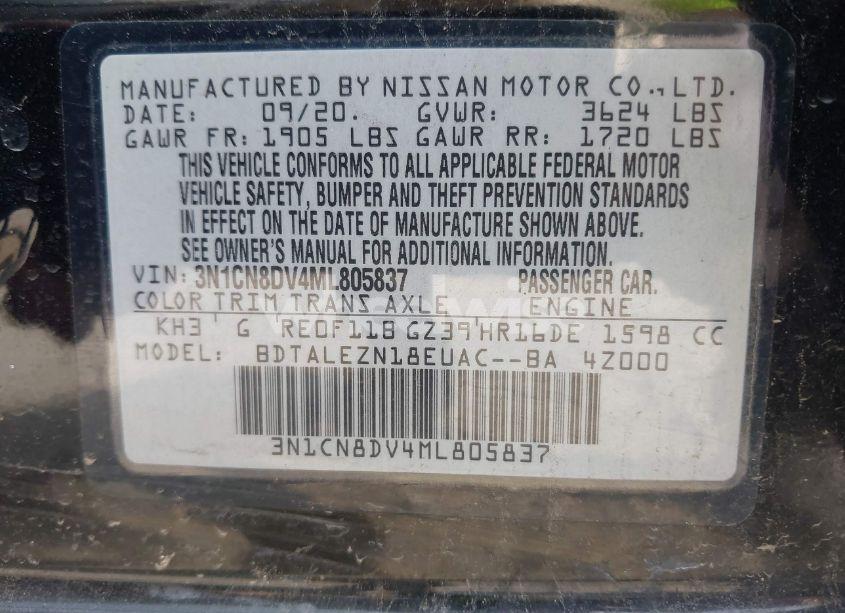 MANUFACTURED BY NISSAN MOTOR CO., LTD.
DATE: 09/20. GVWR: 3624 LBS
GAWR FR: 1905 LBS GAWR RR: 1720 LBS
THIS VEHICLE CONFORMS TO ALL APPLICABLE FEDERAL MOTOR
VEHICLE SAFETY, BUMPER AND THEFT PREVENTION STANDARDS
IN EFFECT ON THE DATE OF MANUFACTURE SHOWN ABOVE.
SEE OWNER'S MANUAL FOR ADDITIONAL INFORMATION.
VIN: 3N1CN8DV4ML805837 PASSENGER CAR.
COLOR TRIM TRANS AXLE ENGINE
KH3 G RE0F11B GZ39 HR16DE 1598 CC
MODEL: BDTALEZN18EUAC--BA 4Z000
3N1CN8DV4ML805837